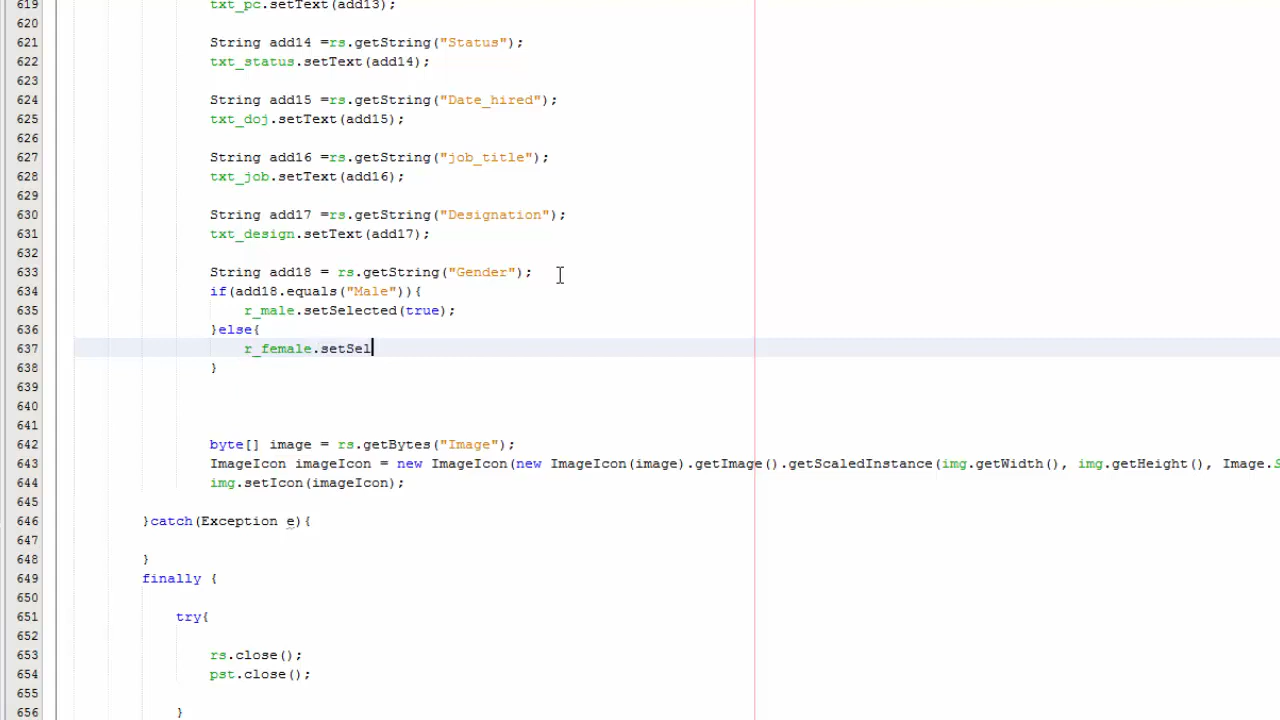 619 txt_pc.setText(add13);
620
621 String add14 =rs.getString("Status");
622 txt_status.setText(add14);
623
624 String add15 =rs.getString("Date_hired");
625 txt_doj.setText(add15);
626
627 String add16 =rs.getString("job_title");
628 txt_job.setText(add16);
629
630 String add17 =rs.getString("Designation");
631 txt_design.setText(add17);
632
633 String add18 = rs.getString("Gender");
634 if(add18.equals("Male")){
635 r_male.setSelected(true);
636 }else{
637 r_female.setSel
638 }
639
640
641
642 byte[] image = rs.getBytes("Image");
643 ImageIcon imageIcon = new ImageIcon(new ImageIcon(image).getImage().getScaledInstance(img.getWidth(), img.getHeight(), Image.S
644 img.setIcon(imageIcon);
645
646 }catch(Exception e){
647
648 }
649 finally {
650
651 try{
652
653 rs.close();
654 pst.close();
655
656 }